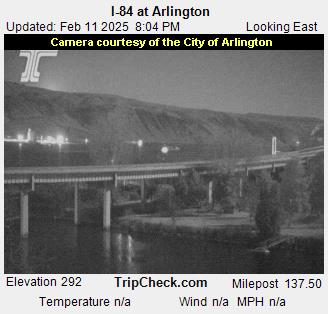 I-84 at Arlington
Updated: Feb 11 2025 8:04 PM Looking East
Camera courtesy of the City of Arlington
Elevation 292 TripCheck.com Milepost 137.50
Temperature n/a Wind n/a MPH n/a